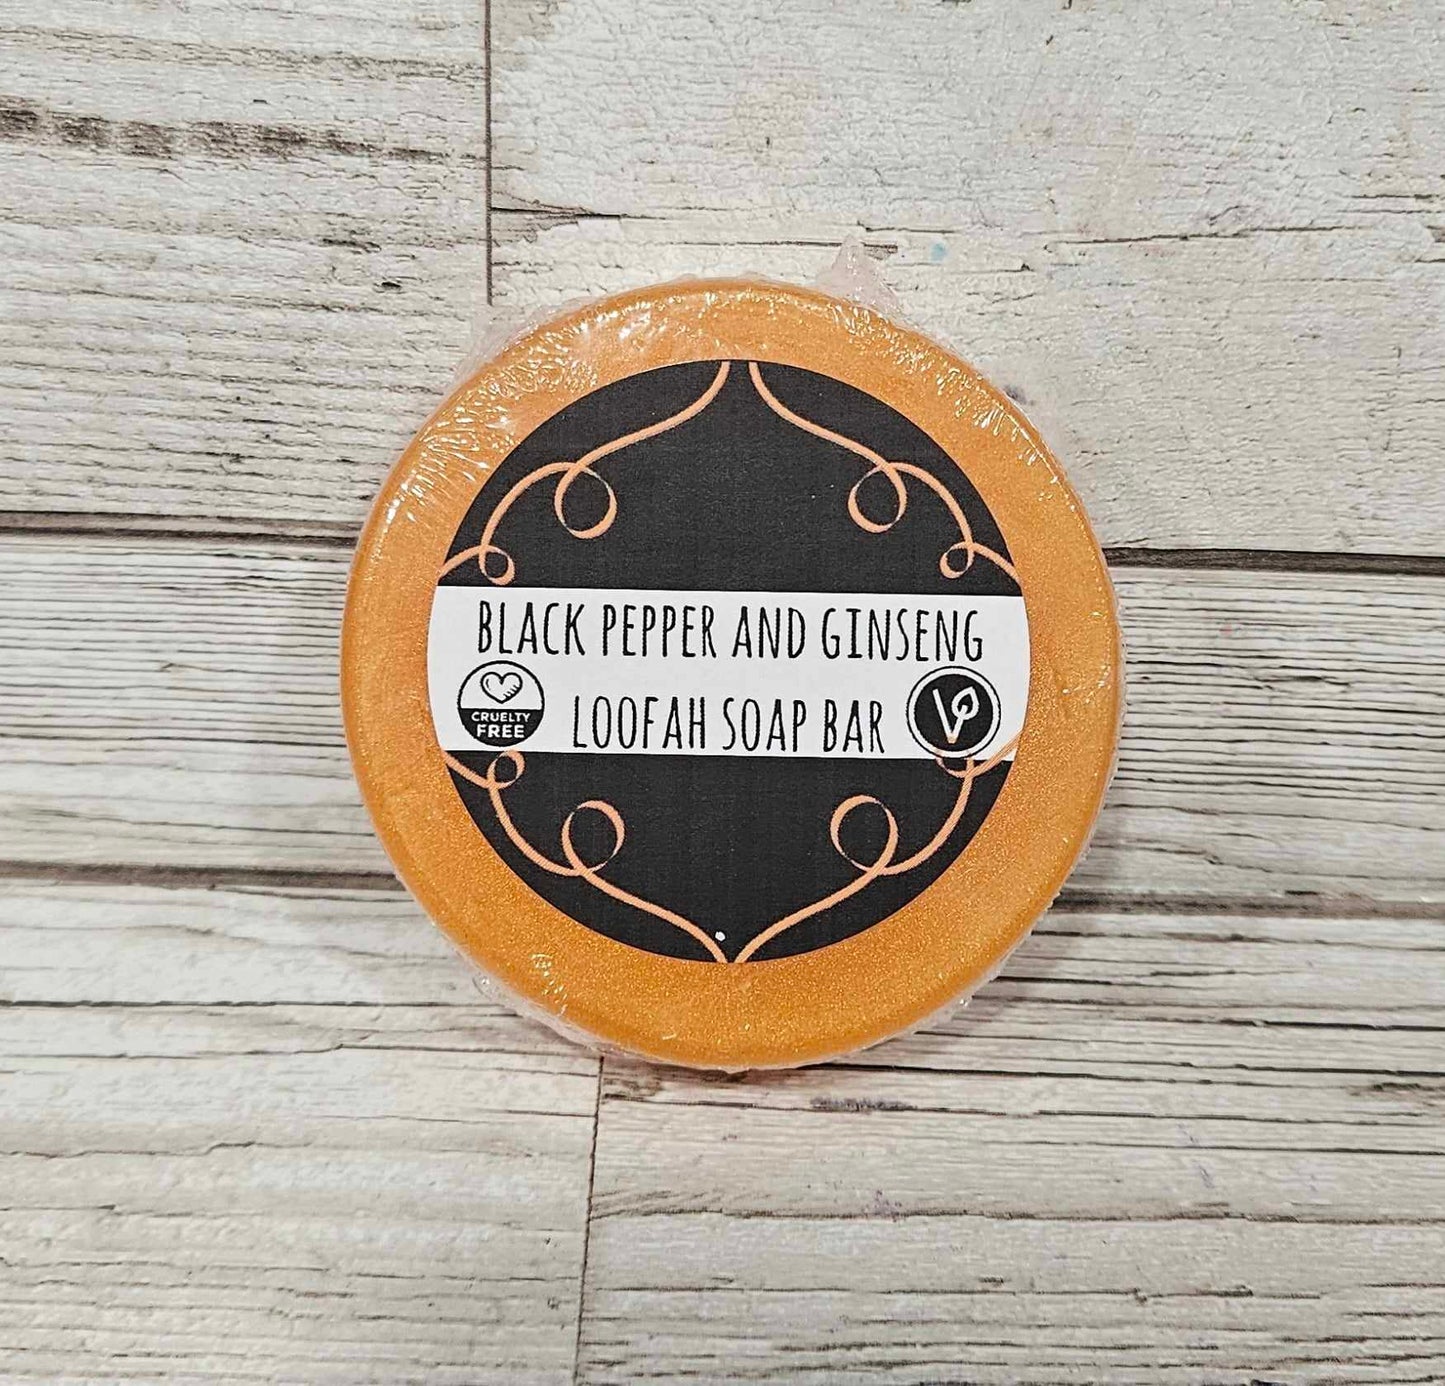 BLACK PEPPER AND GINSENG
LOOFAH SOAP BAR
CRUELTY
FREE
V